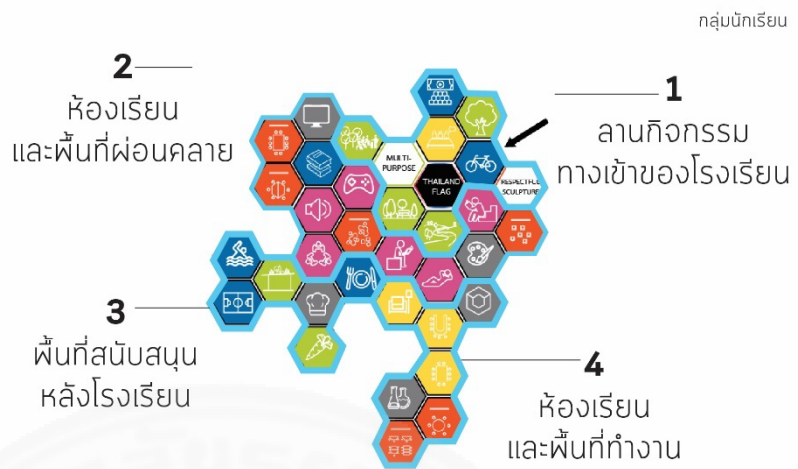 กลุ่มนักเรียน
2
ห้องเรียน
และพื้นที่ผ่อนคลาย
1
ลานกิจกรรม
ทางเข้าของโรงเรียน
MULTI-
PURPOSE
THAILAND
FLAG
RESPECTFUL
SCULPTURE
3
พื้นที่สนับสนุน
หลังโรงเรียน
4
ห้องเรียน
และพื้นที่ทำงาน